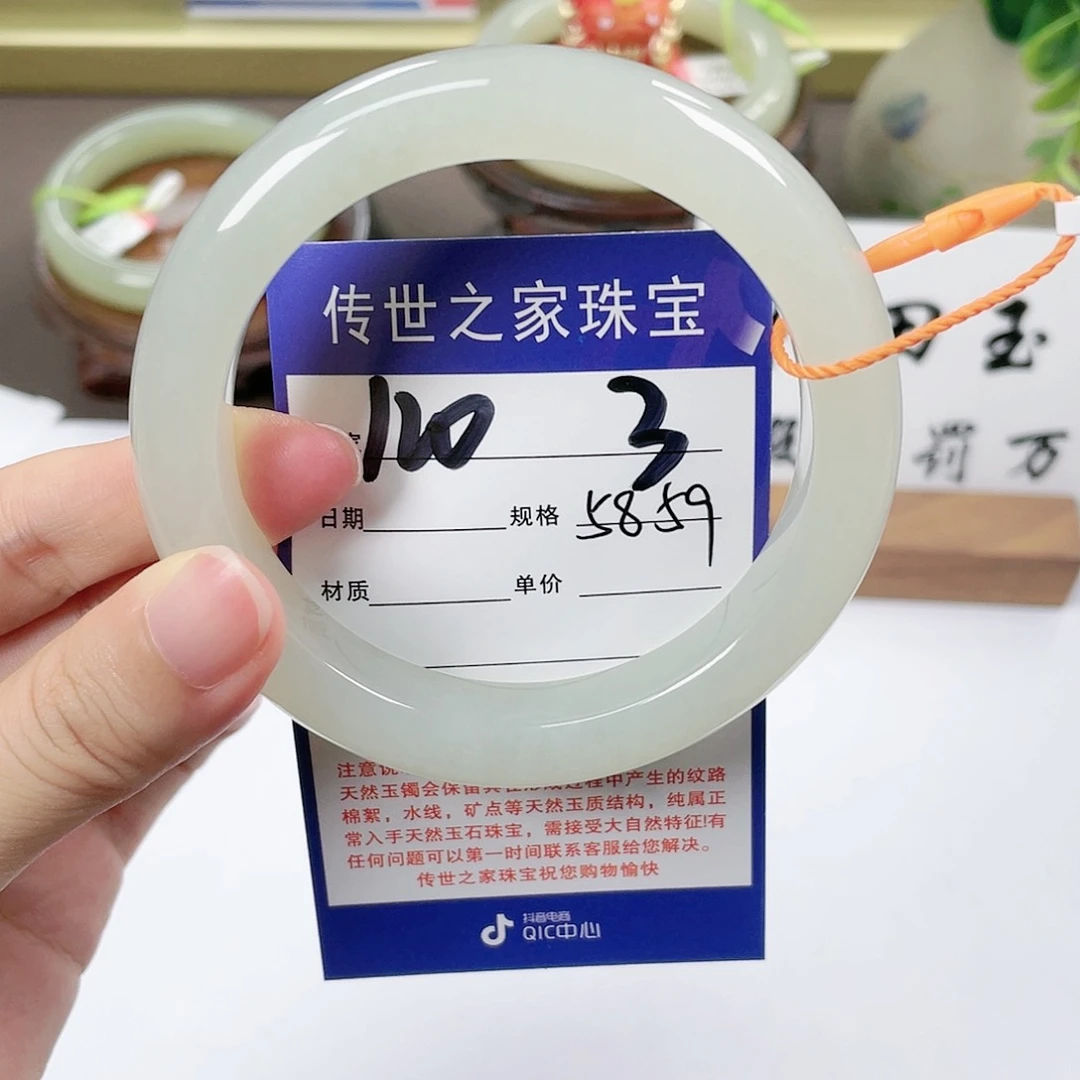 传世之家珠宝
3
日期 规格 5859
材质 单价
田玉
罚万
注意说
天然玉镯会保留其在形成过程中产生的纹路
棉絮，水线，矿点等天然玉质结构，纯属正
常入手天然玉石珠宝，需接受大自然特征!有
任何问题可以第一时间联系客服给您解决。
传世之家珠宝祝您购物愉快
抖音电商
QIC中心